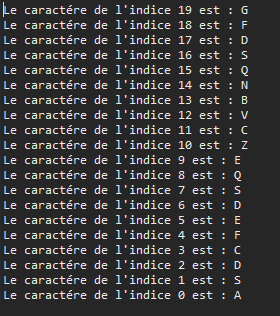 Le caractére de l'indice 19 est : G
Le caractére de l'indice 18 est : F
Le caractére de l'indice 17 est : D
Le caractére de l'indice 16 est : S
Le caractére de l'indice 15 est : Q
Le caractére de l'indice 14 est : N
Le caractére de l'indice 13 est : B
Le caractére de l'indice 12 est : V
Le caractére de l'indice 11 est : C
Le caractére de l'indice 10 est : Z
Le caractére de l'indice 9 est : E
Le caractére de l'indice 8 est : Q
Le caractére de l'indice 7 est : S
Le caractére de l'indice 6 est : D
Le caractére de l'indice 5 est : E
Le caractére de l'indice 4 est : F
Le caractére de l'indice 3 est : C
Le caractére de l'indice 2 est : D
Le caractére de l'indice 1 est : S
Le caractére de l'indice 0 est : A